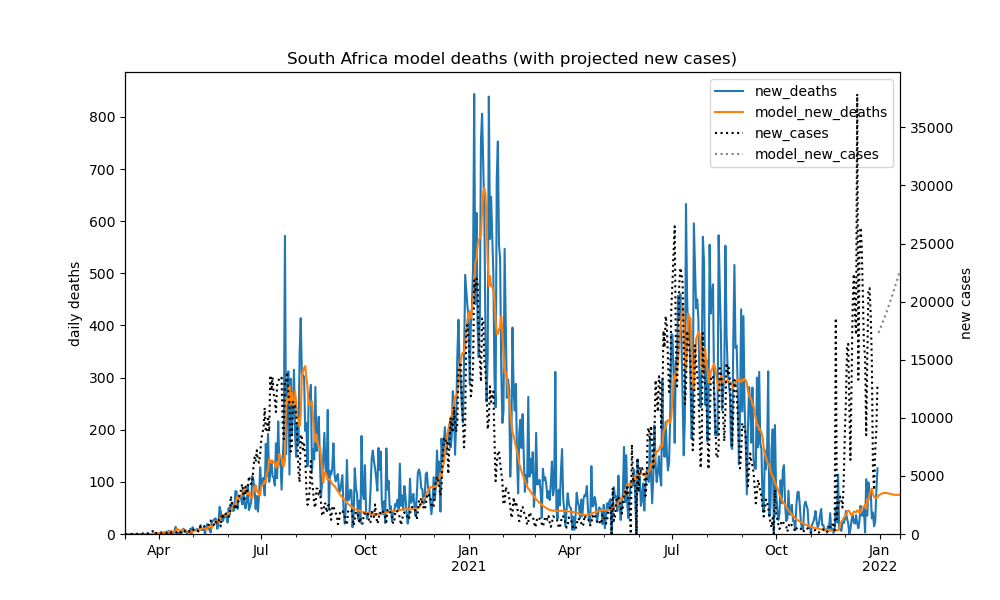 South Africa model deaths (with projected new cases)
new_deaths
model_new_deaths
new_cases
model_new_cases
daily deaths
800
700
600
500
400
300
200
100
0
35000
30000
25000
20000
15000
10000
5000
0
new cases
Apr Jul Oct Jan Apr Jul Oct Jan
2021 2022